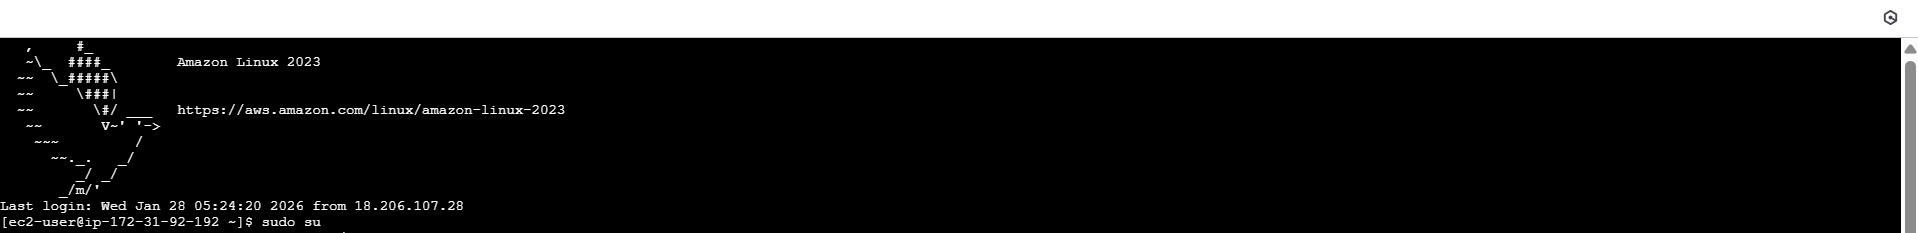 ,     #_
   ~\_  ####_        Amazon Linux 2023
  ~~  \_#####\
  ~~     \###|
  ~~       \#/ ___   https://aws.amazon.com/linux/amazon-linux-2023
   ~~       V~' '->
    ~~~         /
      ~~._.   _/
         _/ _/
       _/m/'
Last login: Wed Jan 28 05:24:20 2026 from 18.206.107.28
[ec2-user@ip-172-31-92-192 ~]$ sudo su